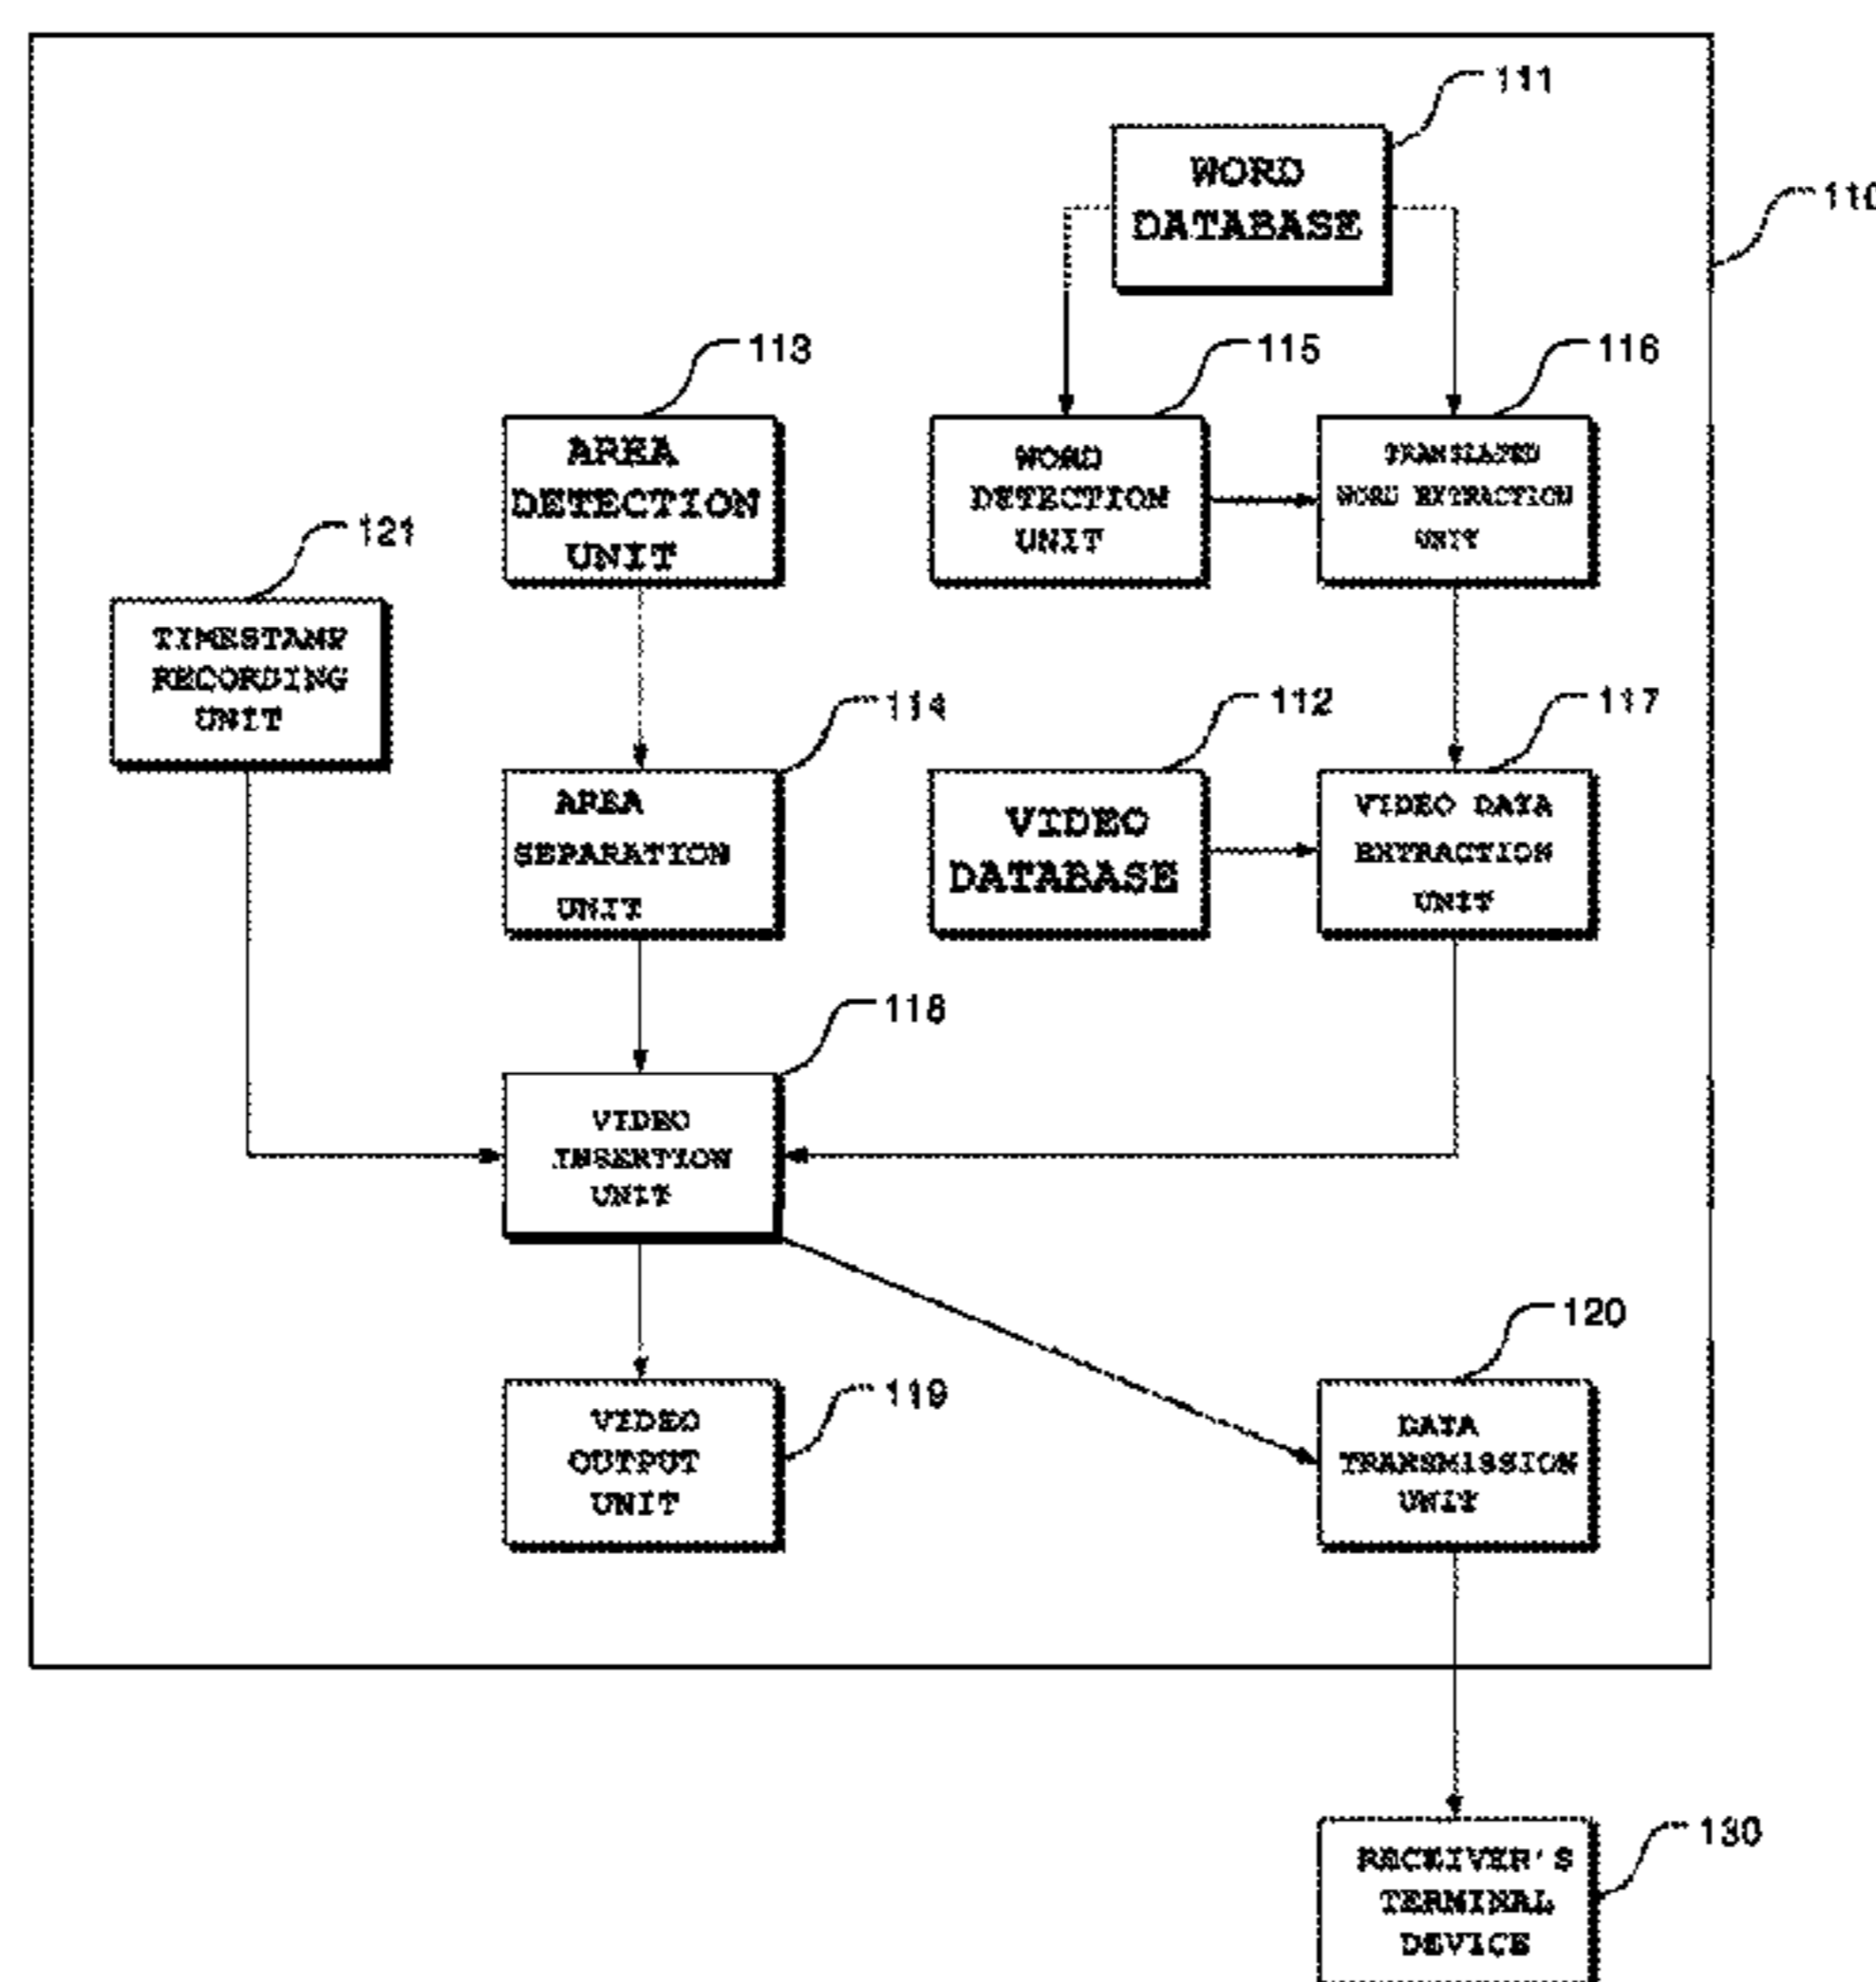 111
WORD
DATABASE
110
113
AREA
DETECTION
UNIT
115
WORD
DETECTION
UNIT
116
TRANSLATED
WORD EXTRACTION
UNIT
121
TIMESTAMP
RECORDING
UNIT
114
AREA
SEPARATION
UNIT
112
VIDEO
DATABASE
117
VIDEO DATA
EXTRACTION
UNIT
118
VIDEO
INSERTION
UNIT
119
VIDEO
OUTPUT
UNIT
120
DATA
TRANSMISSION
UNIT
130
RECEIVER'S
TERMINAL
DEVICE